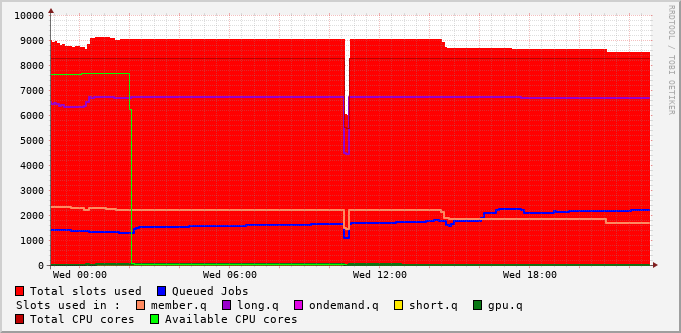 10000
9000
8000
7000
6000
5000
4000
3000
2000
1000
0
Wed 00:00 Wed 06:00 Wed 12:00 Wed 18:00
RRDTOOL / TOBI OETIKER
Total slots used Queued Jobs
Slots used in : member.q long.q ondemand.q short.q gpu.q
Total CPU cores Available CPU cores